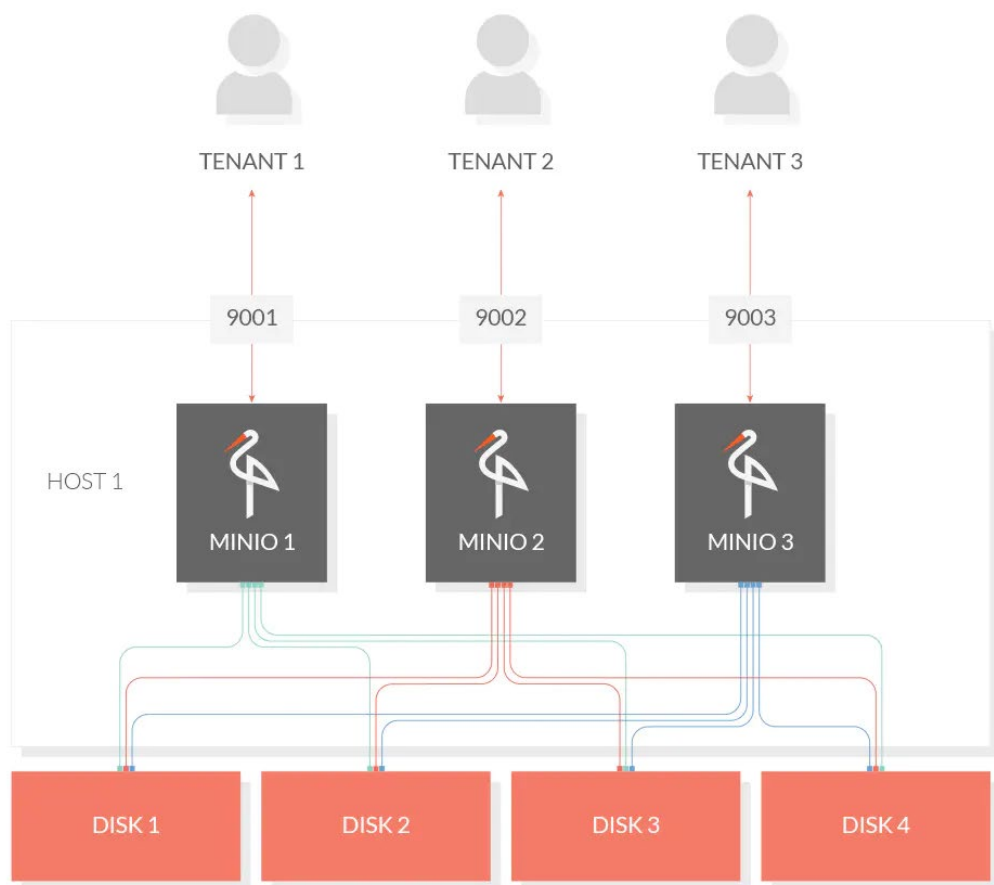 TENANT 1
TENANT 2
TENANT 3
9001
9002
9003
HOST 1
MINIO 1
MINIO 2
MINIO 3
DISK 1
DISK 2
DISK 3
DISK 4